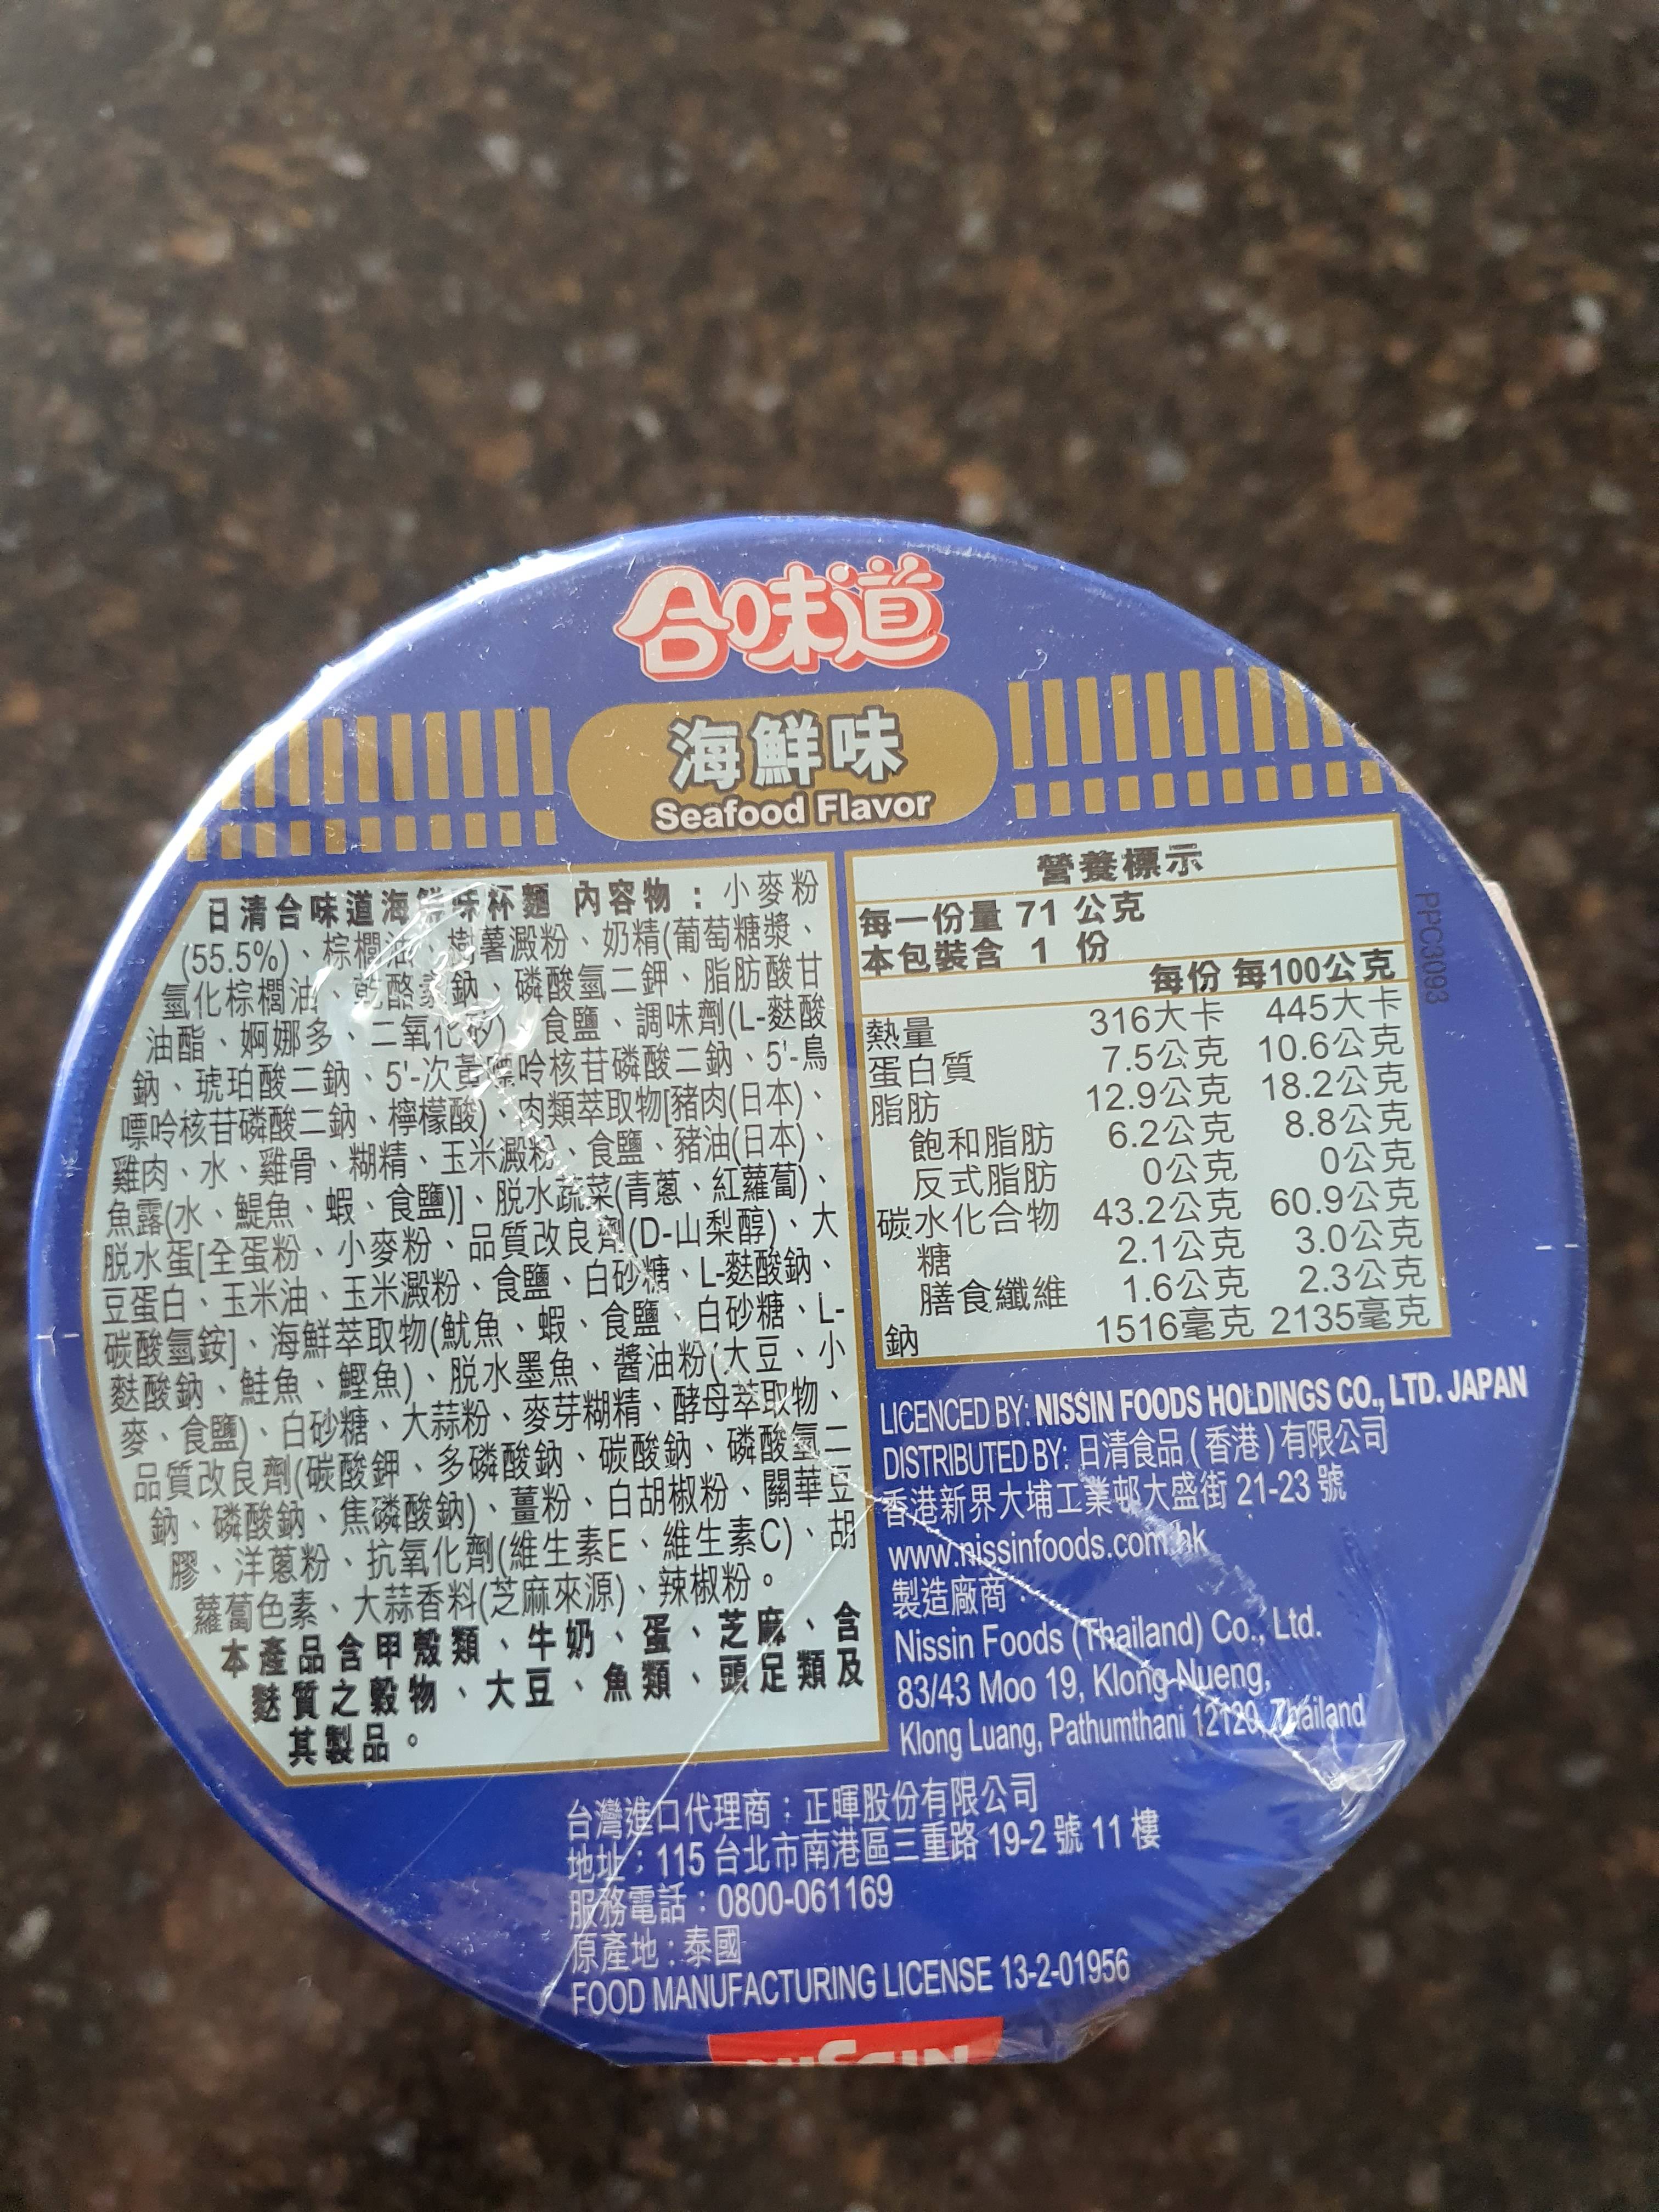 合味道
海鮮味
Seafood Flavor
日清合味道海鮮味杯麵 內容物：小麥粉
(55.5%)、棕櫚油、樹薯澱粉、奶精(葡萄糖漿、
氫化棕櫚油、乾酪素鈉、磷酸氫二鉀、脂肪酸甘
油酯、婀娜多、二氧化矽)、食鹽、調味劑(L-麩酸
鈉、琥珀酸二鈉、5'-次黃嘌呤核苷磷酸二鈉、5'-鳥
嘌呤核苷磷酸二鈉、檸檬酸)、肉類萃取物[豬肉(日本)、
雞肉、水、雞骨、糊精、玉米澱粉、食鹽、豬油(日本)、
魚露(水、鯷魚、蝦、食鹽)]、脱水蔬菜(青蔥、紅蘿蔔)、
脱水蛋[全蛋粉、小麥粉、品質改良劑(D-山梨醇)、大
豆蛋白、玉米油、玉米澱粉、食鹽、白砂糖、L-麩酸鈉、
碳酸氫銨]、海鮮萃取物(魷魚、蝦、食鹽、白砂糖、L-
麩酸鈉、鮭魚、鰹魚)、脱水墨魚、醬油粉(大豆、小
麥、食鹽)、白砂糖、大蒜粉、麥芽糊精、酵母萃取物、
品質改良劑(碳酸鉀、多磷酸鈉、碳酸鈉、磷酸氫二
鈉、磷酸鈉、焦磷酸鈉)、薑粉、白胡椒粉、關華豆
膠、洋蔥粉、抗氧化劑(維生素E、維生素C)、胡
蘿蔔色素、大蒜香料(芝麻來源)、辣椒粉。
本產品含甲殼類、牛奶、蛋、芝麻、含
麩質之穀物、大豆、魚類、頭足類及
其製品。
營養標示
每一份量 71 公克
本包裝含 1 份
每份 每100公克
熱量 316大卡 445大卡
蛋白質 7.5公克 10.6公克
脂肪 12.9公克 18.2公克
飽和脂肪 6.2公克 8.8公克
反式脂肪 0公克 0公克
碳水化合物 43.2公克 60.9公克
糖 2.1公克 3.0公克
膳食纖維 1.6公克 2.3公克
鈉 1516毫克 2135毫克
PPC3093
LICENCED BY: NISSIN FOODS HOLDINGS CO., LTD. JAPAN
DISTRIBUTED BY: 日清食品(香港)有限公司
香港新界大埔工業邨大盛街 21-23 號
www.nissinfoods.com.hk
製造廠商：
Nissin Foods (Thailand) Co., Ltd.
83/43 Moo 19, Klong Nueng,
Klong Luang, Pathumthani 12120 Thailand
台灣進口代理商：正暉股份有限公司
地址：115 台北市南港區三重路 19-2 號 11 樓
服務電話：0800-061169
原產地：泰國
FOOD MANUFACTURING LICENSE 13-2-01956
NISSIN